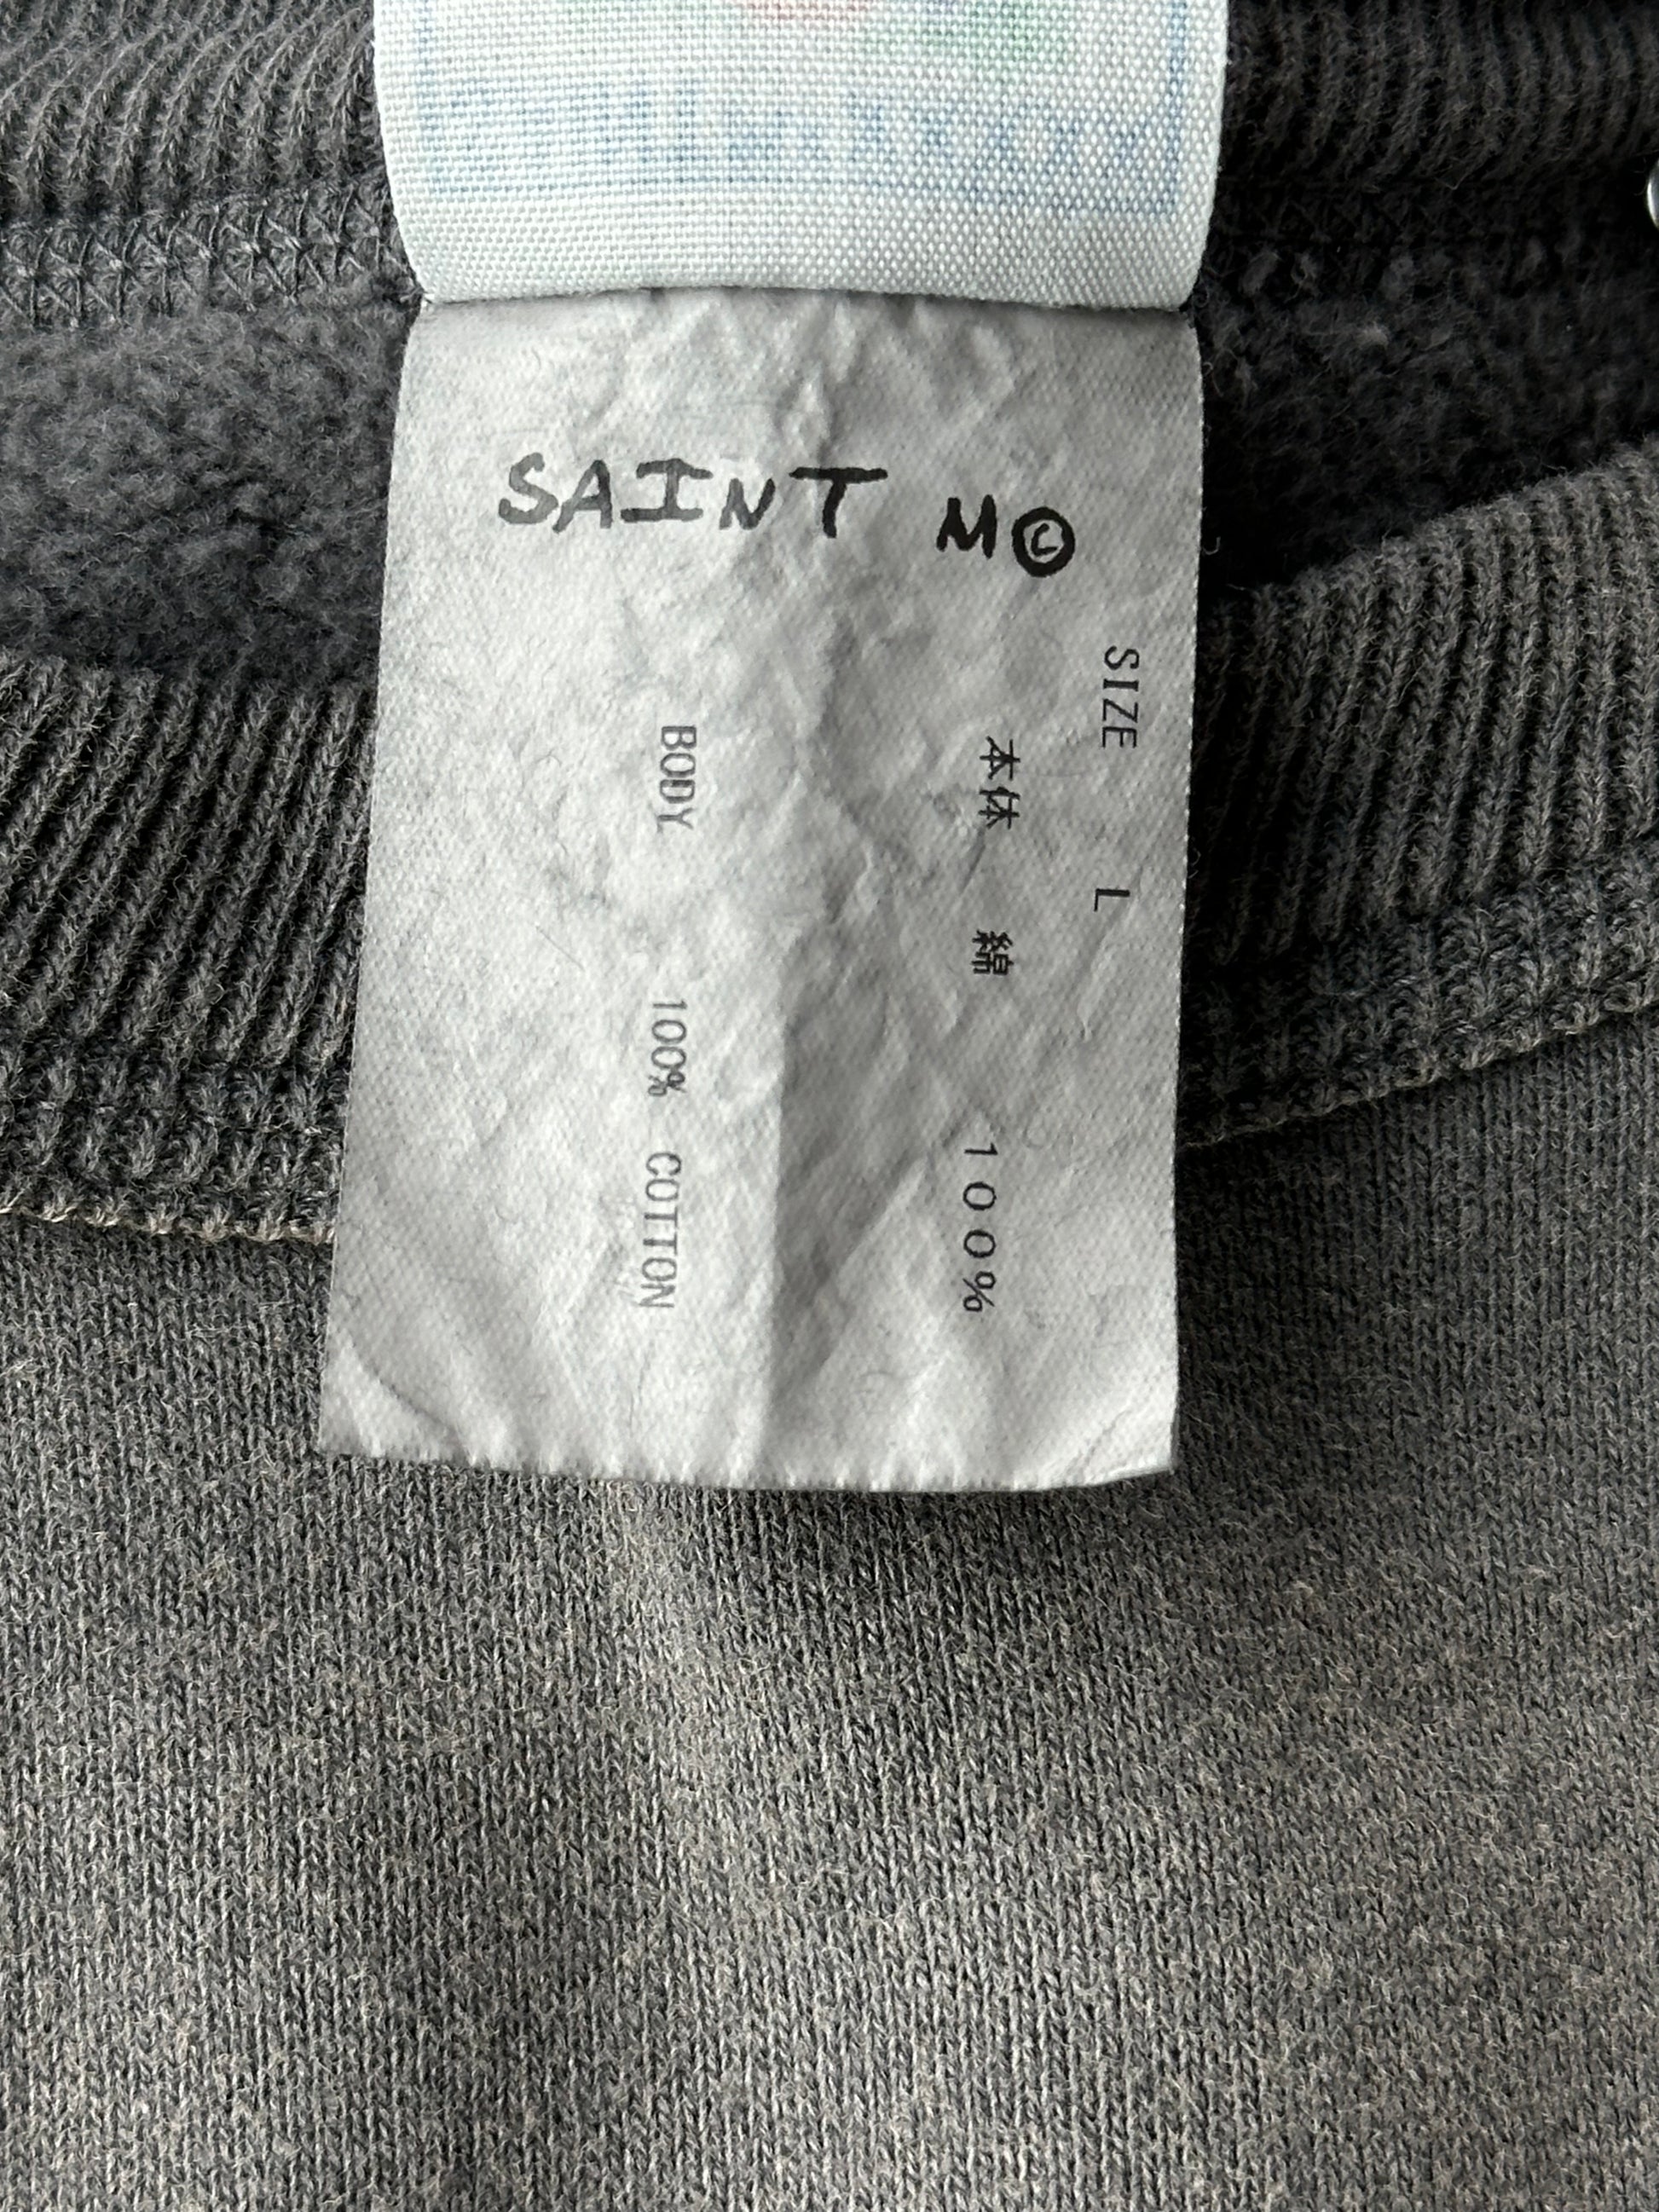 SAINT M©
SIZE L
本体 綿 100%
BODY 100% COTTON